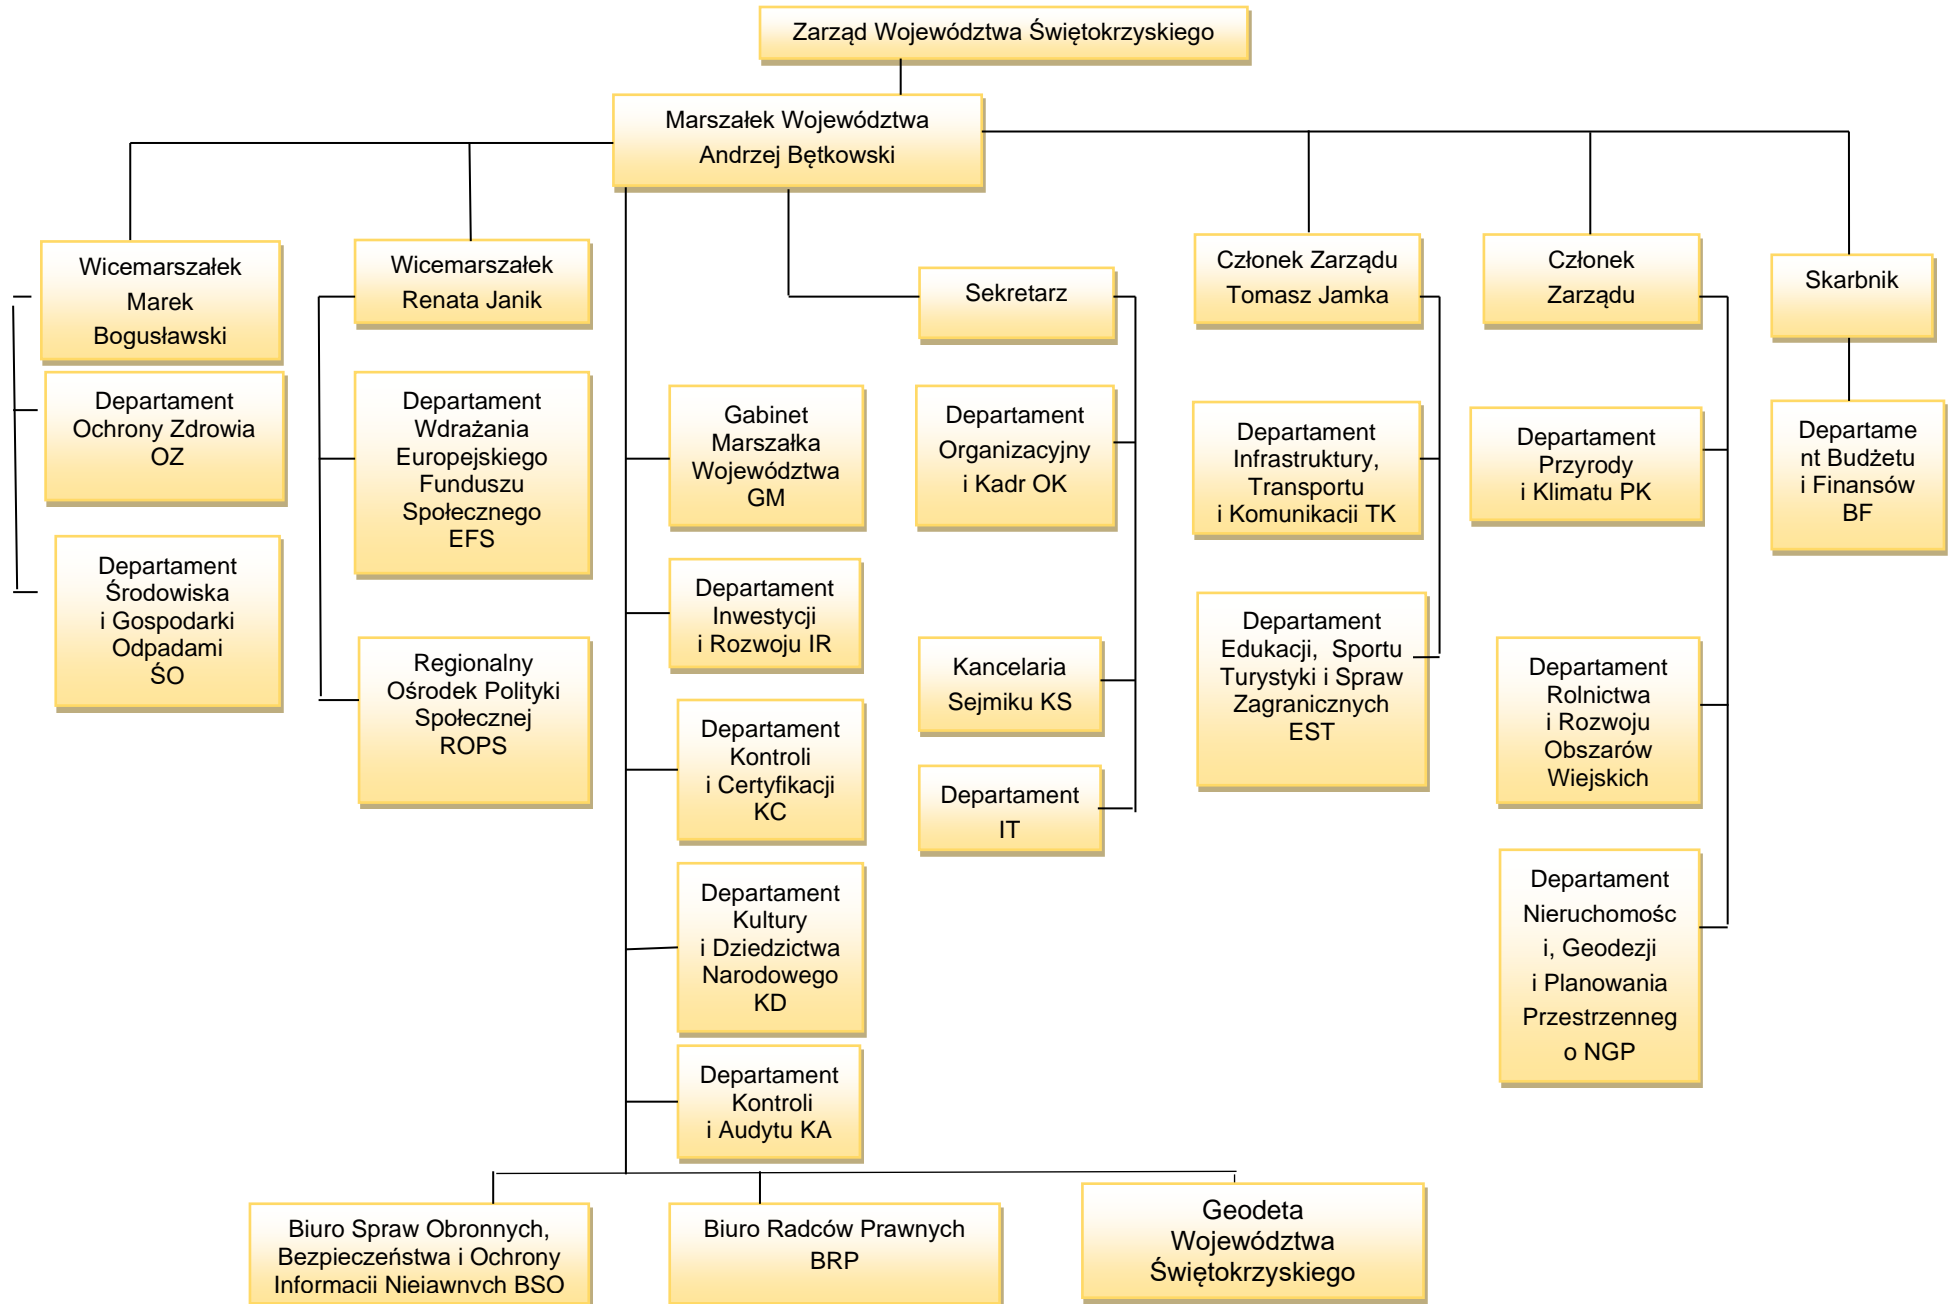 Zarząd Województwa Świętokrzyskiego
Marszałek Województwa
Andrzej Bętkowski
Wicemarszałek
Marek
Bogusławski
Wicemarszałek
Renata Janik
Sekretarz
Członek Zarządu
Tomasz Jamka
Członek
Zarządu
Skarbnik
Departament
Ochrony Zdrowia
OZ
Departament
Środowiska
i Gospodarki
Odpadami
ŚO
Departament
Wdrażania
Europejskiego
Funduszu
Społecznego
EFS
Regionalny
Ośrodek Polityki
Społecznej
ROPS
Gabinet
Marszałka
Województwa
GM
Departament
Inwestycji
i Rozwoju IR
Departament
Kontroli
i Certyfikacji
KC
Departament
Kultury
i Dziedzictwa
Narodowego
KD
Departament
Kontroli
i Audytu KA
Departament
Organizacyjny
i Kadr OK
Kancelaria
Sejmiku KS
Departament
IT
Departament
Infrastruktury,
Transportu
i Komunikacji TK
Departament
Edukacji, Sportu
Turystyki i Spraw
Zagranicznych
EST
Departament
Przyrody
i Klimatu PK
Departament
Rolnictwa
i Rozwoju
Obszarów
Wiejskich
Departament
Nieruchomośc
i, Geodezji
i Planowania
Przestrzenneg
o NGP
Departame
nt Budżetu
i Finansów
BF
Biuro Spraw Obronnych,
Bezpieczeństwa i Ochrony
Informacji Niejawnych BSO
Biuro Radców Prawnych
BRP
Geodeta
Województwa
Świętokrzyskiego